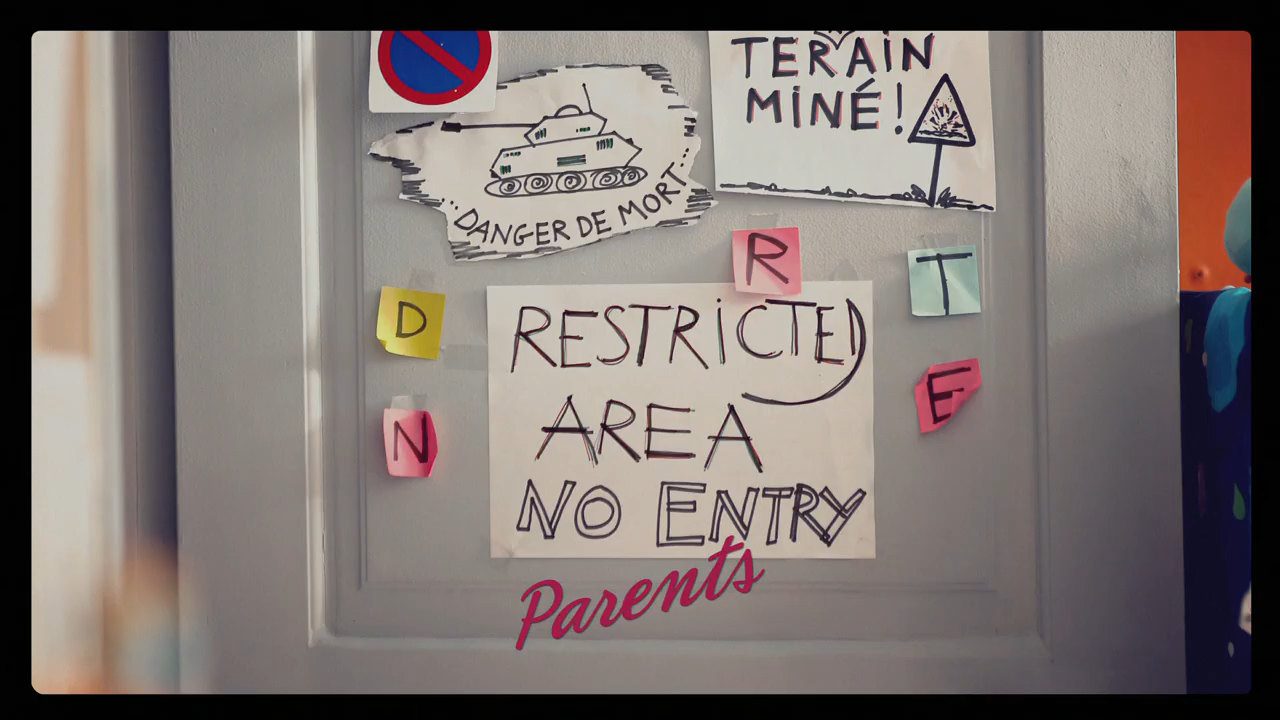 TERAiN
MiNÉ!
DANGER DE MORT...
R
T
D
RESTRiCTED
E
AREA
N
NO ENTRY
Parents